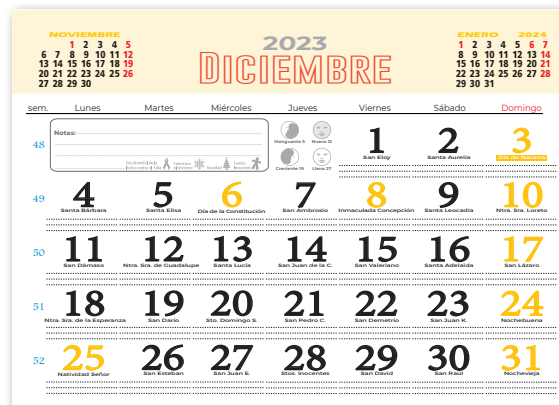 NOVIEMBRE
1 2 3 4 5
6 7 8 9 10 11 12
13 14 15 16 17 18 19
20 21 22 23 24 25 26
27 28 29 30
2023
DICIEMBRE
ENERO 2024
1 2 3 4 5 6 7
8 9 10 11 12 13 14
15 16 17 18 19 20 21
22 23 24 25 26 27 28
29 30 31
sem. Lunes Martes Miércoles Jueves Viernes Sábado Domingo
48
Notas:
Menguante 5 Nueva 12
Creciente 19 Llena 27
1 2 3
San Eloy Santa Aurelia Día de Navarra
49 4 5 6 7 8 9 10
Santa Bárbara Santa Elisa Día de la Constitución San Ambrosio Inmaculada Concepción Santa Leocadia Ntra. Sra. Loreto
50 11 12 13 14 15 16 17
San Dámaso Ntra. Sra. de Guadalupe Santa Lucía San Juan de la C. San Valeriano Santa Adelaida San Lázaro
51 18 19 20 21 22 23 24
Ntra. Sra. de la Esperanza San Darío Sto. Domingo S. San Pedro C. San Demetrio San Juan K. Nochebuena
52 25 26 27 28 29 30 31
Natividad Señor San Esteban San Juan E. Stos. Inocentes San David San Raúl Nochevieja